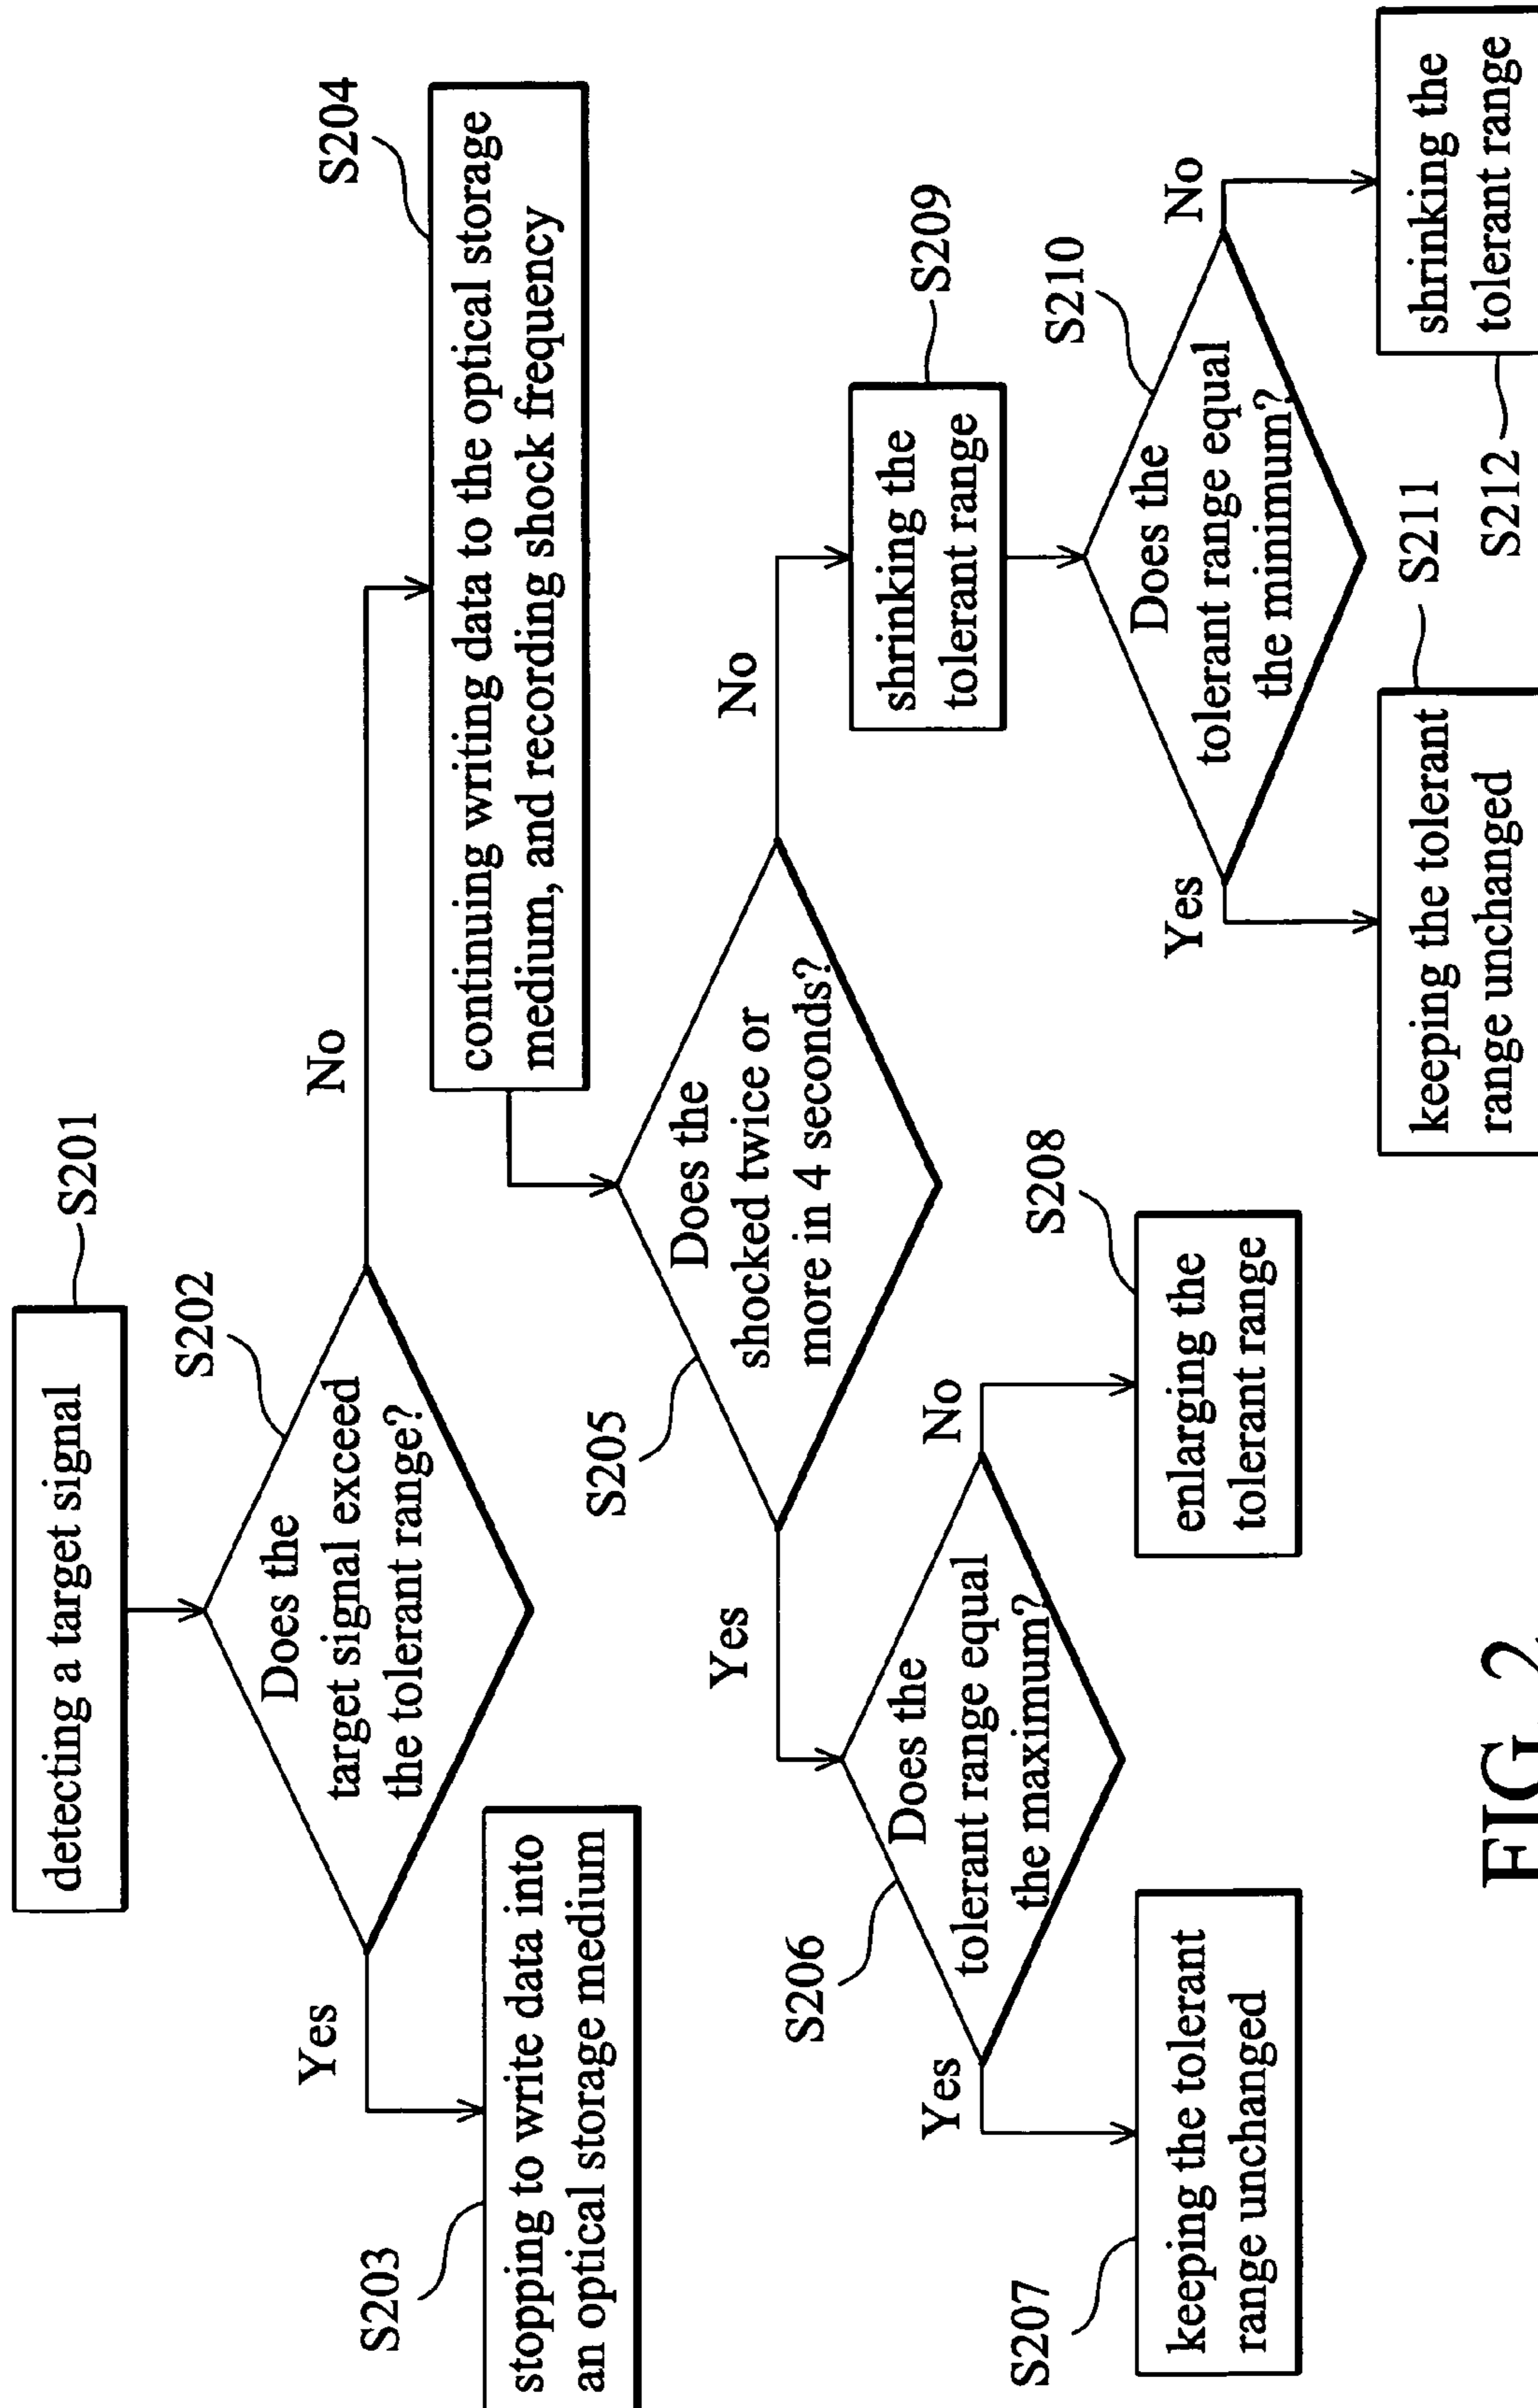 detecting a target signal
S201
S202
Does the
target signal exceed
the tolerant range?
Yes
No
S203
stopping to write data into
an optical storage medium
S204
continuing writing data to the optical storage
medium, and recording shock frequency
S205
Does the
shocked twice or
more in 4 seconds?
Yes
No
S206
Does the
tolerant range equal
the maximum?
Yes
No
S207
keeping the tolerant
range unchanged
S208
enlarging the
tolerant range
S209
shrinking the
tolerant range
S210
Does the
tolerant range equal
the minimum?
Yes
No
S211
keeping the tolerant
range unchanged
S212
shrinking the
tolerant range
FIG. 2